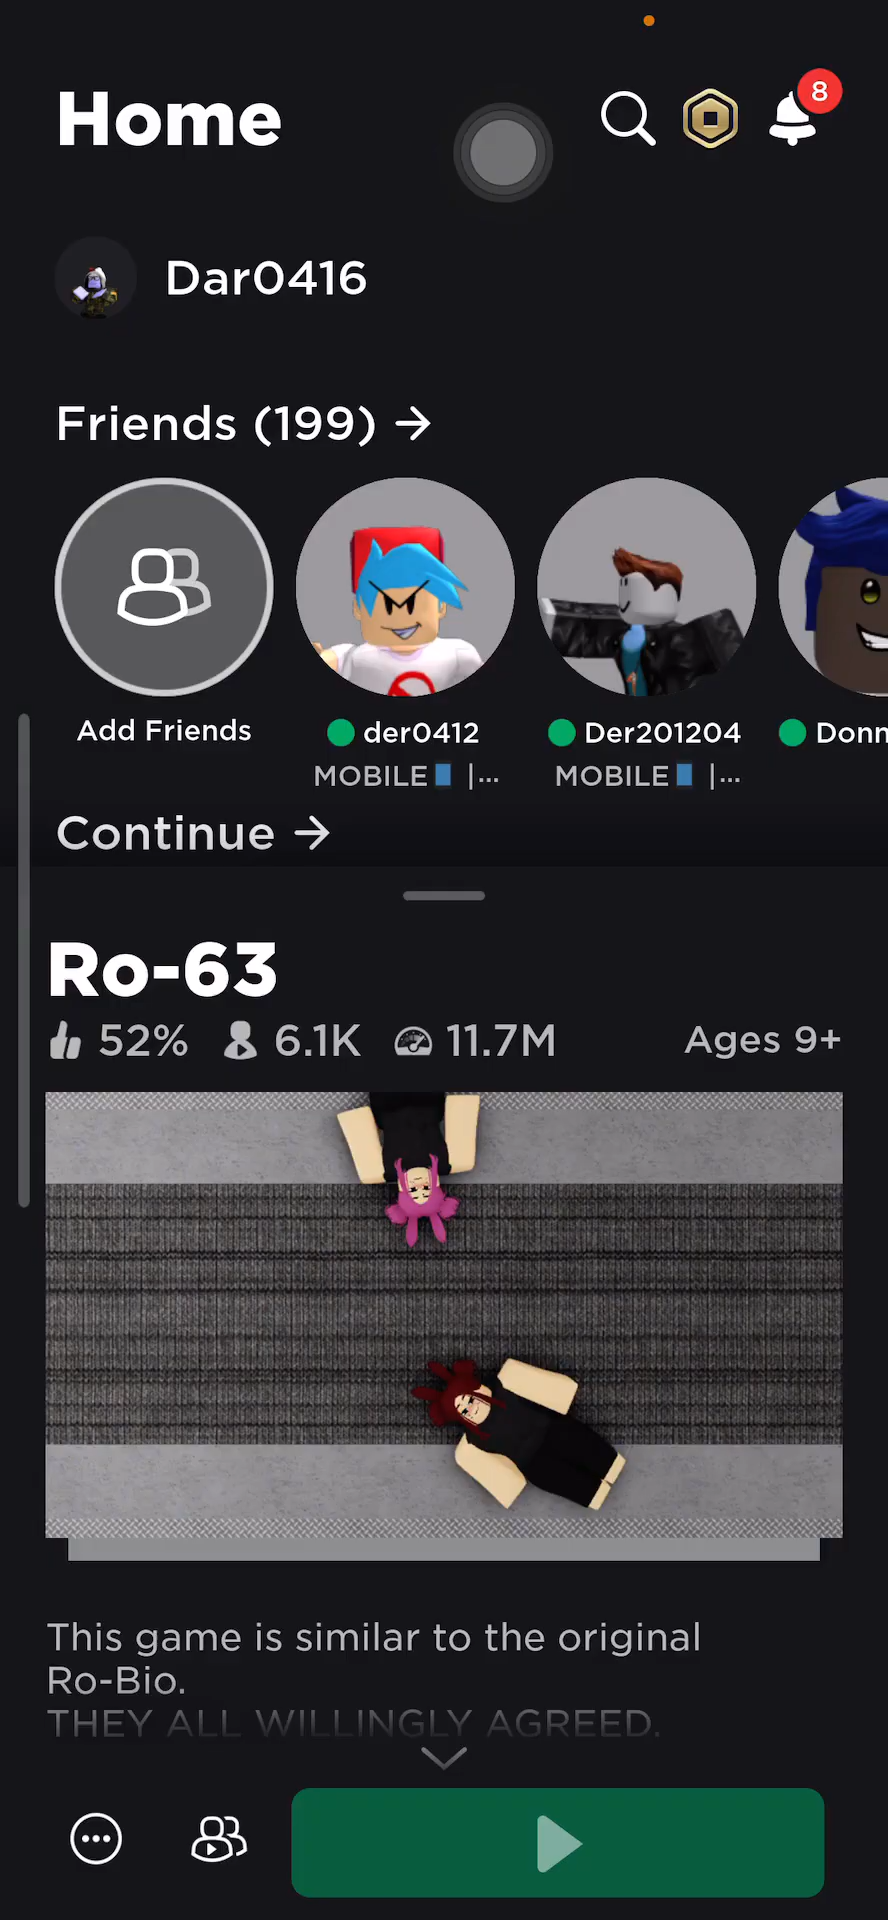 Home
8
Dar0416
Friends (199) →
Add Friends
der0412
Der201204
Donn
MOBILE |...
MOBILE |...
Continue →
Ro-63
52%
6.1K
11.7M
Ages 9+
This game is similar to the original
Ro-Bio.
THEY ALL WILLINGLY AGREED.